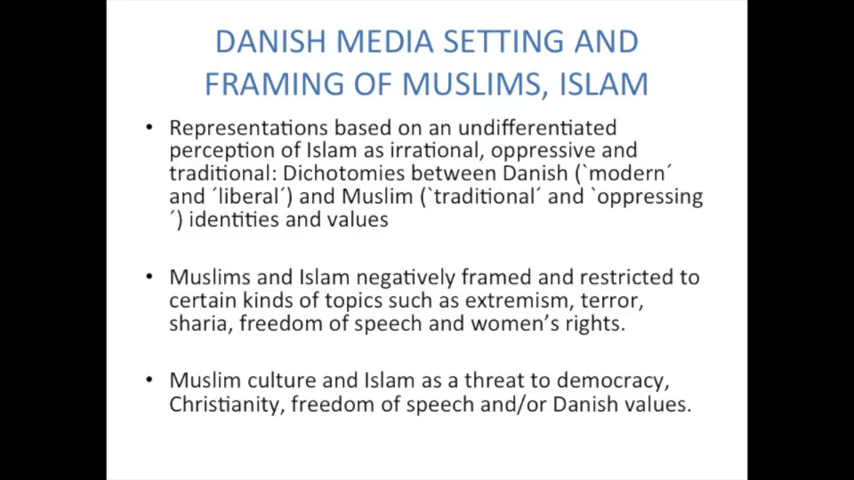 DANISH MEDIA SETTING AND
FRAMING OF MUSLIMS, ISLAM
• Representations based on an undifferentiated
perception of Islam as irrational, oppressive and
traditional: Dichotomies between Danish (`modern´
and ´liberal´) and Muslim (`traditional´ and `oppressing
´) identities and values
• Muslims and Islam negatively framed and restricted to
certain kinds of topics such as extremism, terror,
sharia, freedom of speech and women’s rights.
• Muslim culture and Islam as a threat to democracy,
Christianity, freedom of speech and/or Danish values.